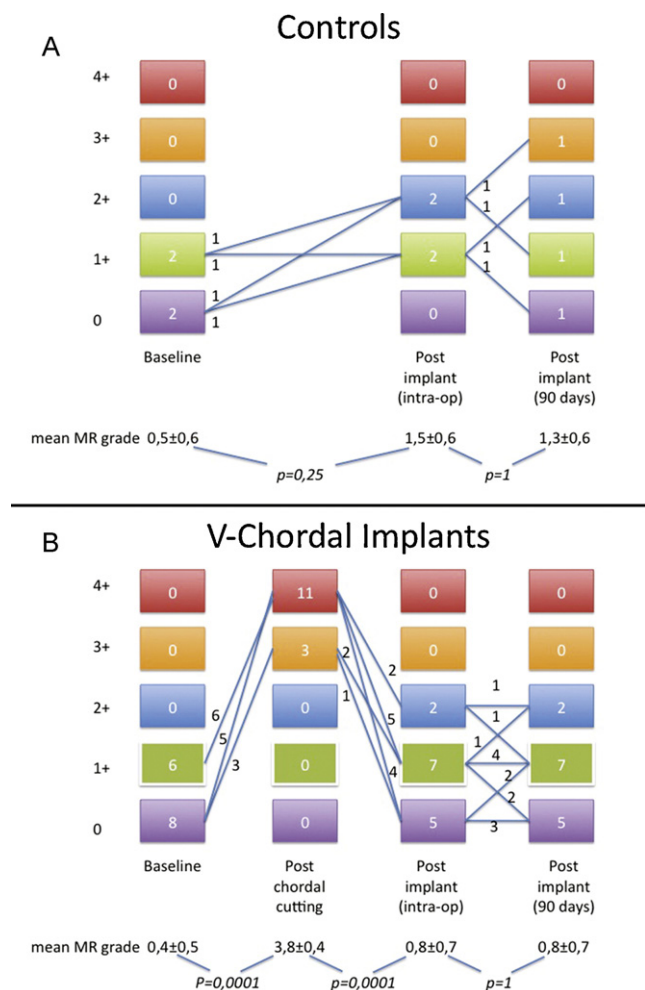 Controls
A
4+ 0 0 0
3+ 0 0 1
1
2+ 0 2 1
1
1
1
1+ 2 2 1
1
1
1
0 2 0 1
1
Baseline Post implant (intra-op) Post implant (90 days)
mean MR grade 0,5±0,6 1,5±0,6 1,3±0,6
p=0,25 p=1
B
V-Chordal Implants
4+ 0 11 0 0
3+ 0 3 0 0
2
2
1
1
2+ 0 0 2 2
6
5
1
5
1
3
4
4
1+ 6 0 7 7
2
2
0 8 0 5 5
3
Baseline Post chordal cutting Post implant (intra-op) Post implant (90 days)
mean MR grade 0,4±0,5 3,8±0,4 0,8±0,7 0,8±0,7
P=0,0001 p=0,0001 p=1